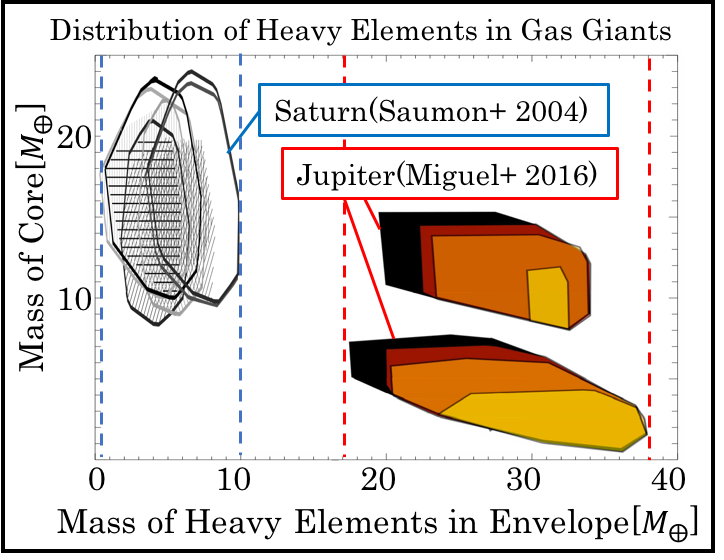 Distribution of Heavy Elements in Gas Giants
Saturn(Saumon+ 2004)
Jupiter(Miguel+ 2016)
Mass of Core[M⊕]
20
10
0 10 20 30 40
Mass of Heavy Elements in Envelope[M⊕]